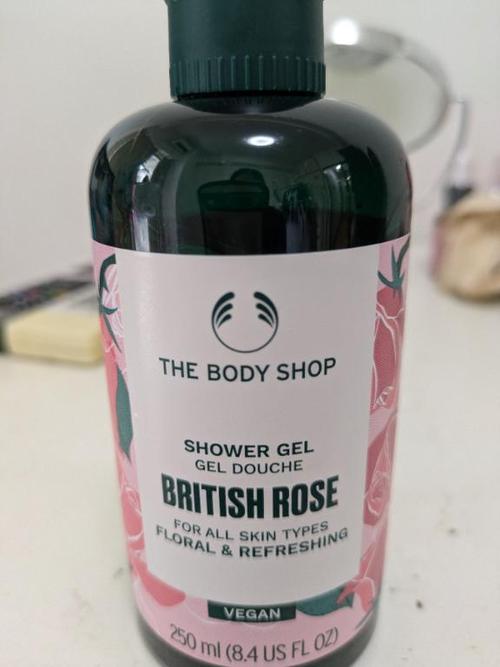 THE BODY SHOP
SHOWER GEL
GEL DOUCHE
BRITISH ROSE
FOR ALL SKIN TYPES
FLORAL & REFRESHING
VEGAN
250 ml (8.4 US FL OZ)